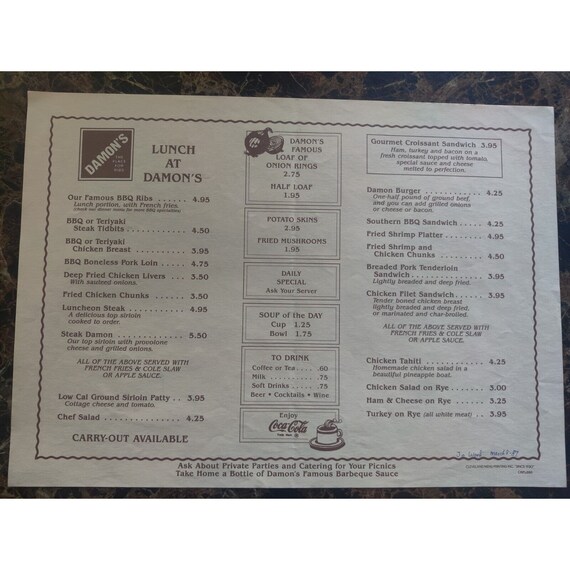 DAMON'S
THE
PLACE
FOR
RIBS
LUNCH
AT
DAMON'S
Our Famous BBQ Ribs ...... 4.95
Lunch portion, with French fries.
BBQ or Teriyaki
Steak Tidbits .............. 4.50
BBQ or Teriyaki
Chicken Breast ............ 3.95
BBQ Boneless Pork Loin .. 4.75
Deep Fried Chicken Livers .. 3.50
With sauteed onions.
Fried Chicken Chunks ...... 3.50
Luncheon Steak ............ 4.95
A delicious top sirloin
cooked to order.
Steak Damon .............. 5.50
Our top sirloin with provolone
cheese and grilled onions.
ALL OF THE ABOVE SERVED WITH
FRENCH FRIES & COLE SLAW
OR APPLE SAUCE.
Low Cal Ground Sirloin Patty .. 3.95
Cottage cheese and tomato.
Chef Salad ................ 4.25
CARRY-OUT AVAILABLE
DAMON'S
FAMOUS
LOAF OF
ONION RINGS
2.75
HALF LOAF
1.95
POTATO SKINS
2.95
FRIED MUSHROOMS
1.95
DAILY
SPECIAL
Ask Your Server
SOUP of the DAY
Cup 1.25
Bowl 1.75
TO DRINK
Coffee or Tea .... .60
Milk .......... .75
Soft Drinks ...... .75
Beer • Cocktails • Wine
Enjoy
Coca-Cola
Gourmet Croissant Sandwich 3.95
Ham, turkey and bacon on a
fresh croissant topped with tomato,
special sauce and cheese
melted in perfection.
Damon Burger ............ 4.25
One-half pound of ground beef,
and you can add grilled onions
or cheese or bacon.
Southern BBQ Sandwich ..... 4.25
Fried Shrimp Platter ....... 4.95
Fried Shrimp and
Chicken Chunks .......... 4.50
Breaded Pork Tenderloin
Sandwich ................ 3.95
Lightly breaded and deep fried.
Chicken Filet Sandwich ...... 3.95
Tender boned chicken breast
lightly breaded and deep fried,
or marinated and char-broiled.
ALL OF THE ABOVE SERVED WITH
FRENCH FRIES & COLE SLAW
OR APPLE SAUCE.
Chicken Tahiti ............ 4.25
Homemade chicken salad in a
beautiful pineapple boat.
Chicken Salad on Rye ...... 3.00
Ham & Cheese on Rye ..... 3.25
Turkey on Rye (all white meat) .. 3.95
Ask About Private Parties and Catering for Your Picnics
Take Home a Bottle of Damon's Famous Barbeque Sauce